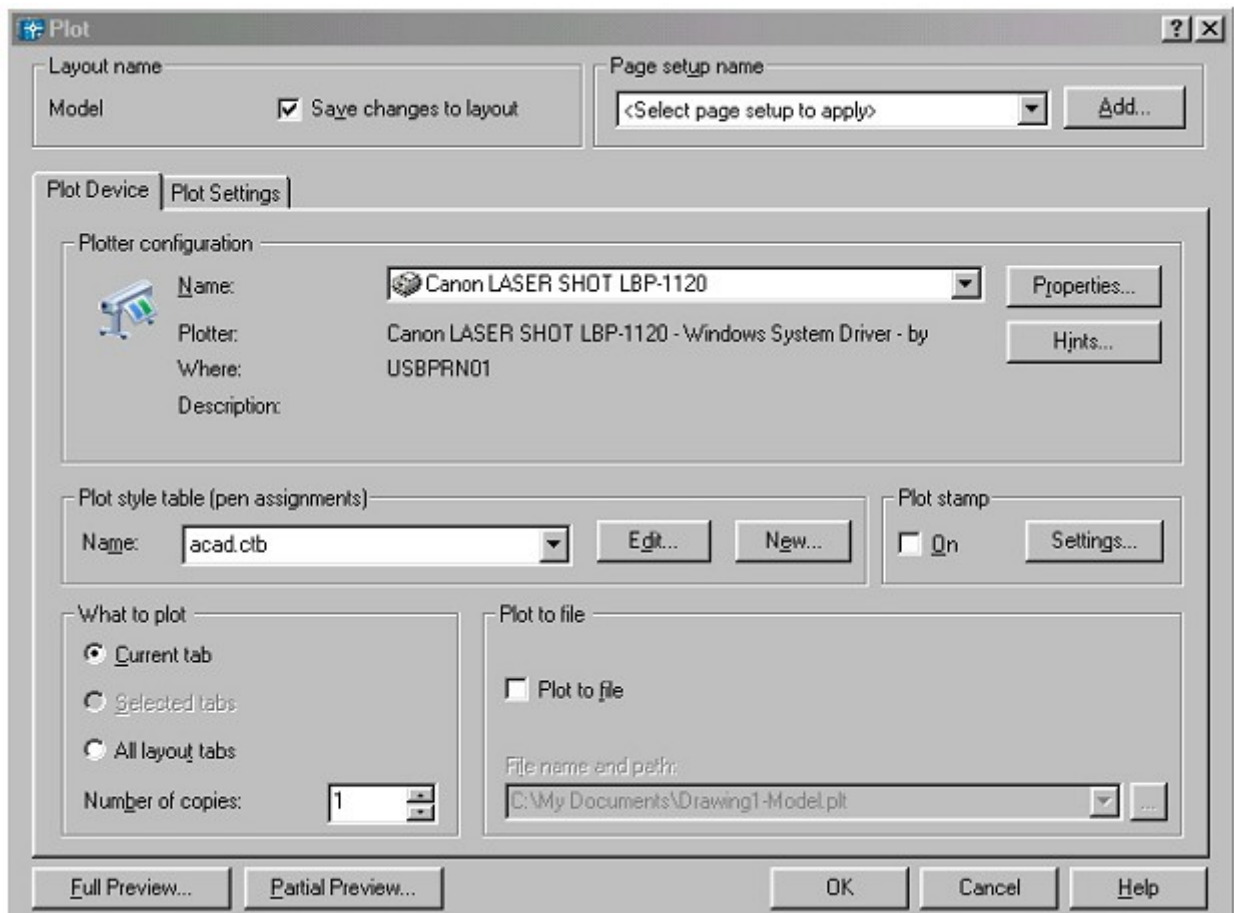 Plot
Layout name
Model
Save changes to layout
Page setup name
<Select page setup to apply>
Add...
Plot Device
Plot Settings
Plotter configuration
Name:
Canon LASER SHOT LBP-1120
Properties...
Plotter:
Canon LASER SHOT LBP-1120 - Windows System Driver - by
Hints...
Where:
USBPRN01
Description:
Plot style table (pen assignments)
Name:
acad.ctb
Edit...
New...
Plot stamp
On
Settings...
What to plot
Current tab
Selected tabs
All layout tabs
Number of copies:
1
Plot to file
Plot to file
File name and path:
C:\My Documents\Drawing1-Model.plt
...
Full Preview...
Partial Preview...
OK
Cancel
Help